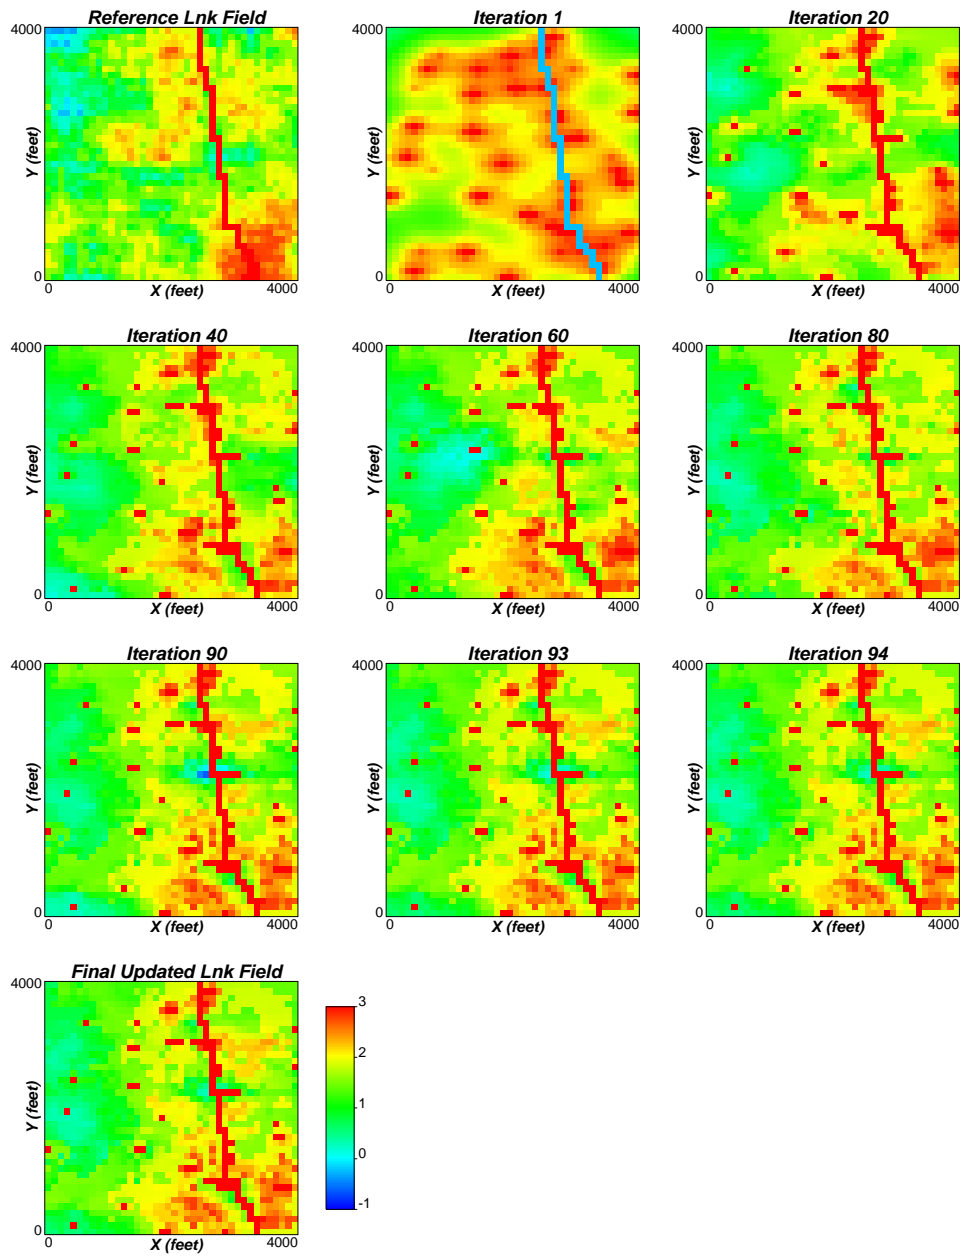 Reference Lnk Field
Iteration 1
Iteration 20
4000
4000
4000
Y (feet)
Y (feet)
Y (feet)
0
0
0
0
4000
0
4000
0
4000
X (feet)
X (feet)
X (feet)
Iteration 40
Iteration 60
Iteration 80
4000
4000
4000
Y (feet)
Y (feet)
Y (feet)
0
0
0
0
4000
0
4000
0
4000
X (feet)
X (feet)
X (feet)
Iteration 90
Iteration 93
Iteration 94
4000
4000
4000
Y (feet)
Y (feet)
Y (feet)
0
0
0
0
4000
0
4000
0
4000
X (feet)
X (feet)
X (feet)
Final Updated Lnk Field
4000
Y (feet)
0
0
4000
X (feet)
3
2
1
0
-1